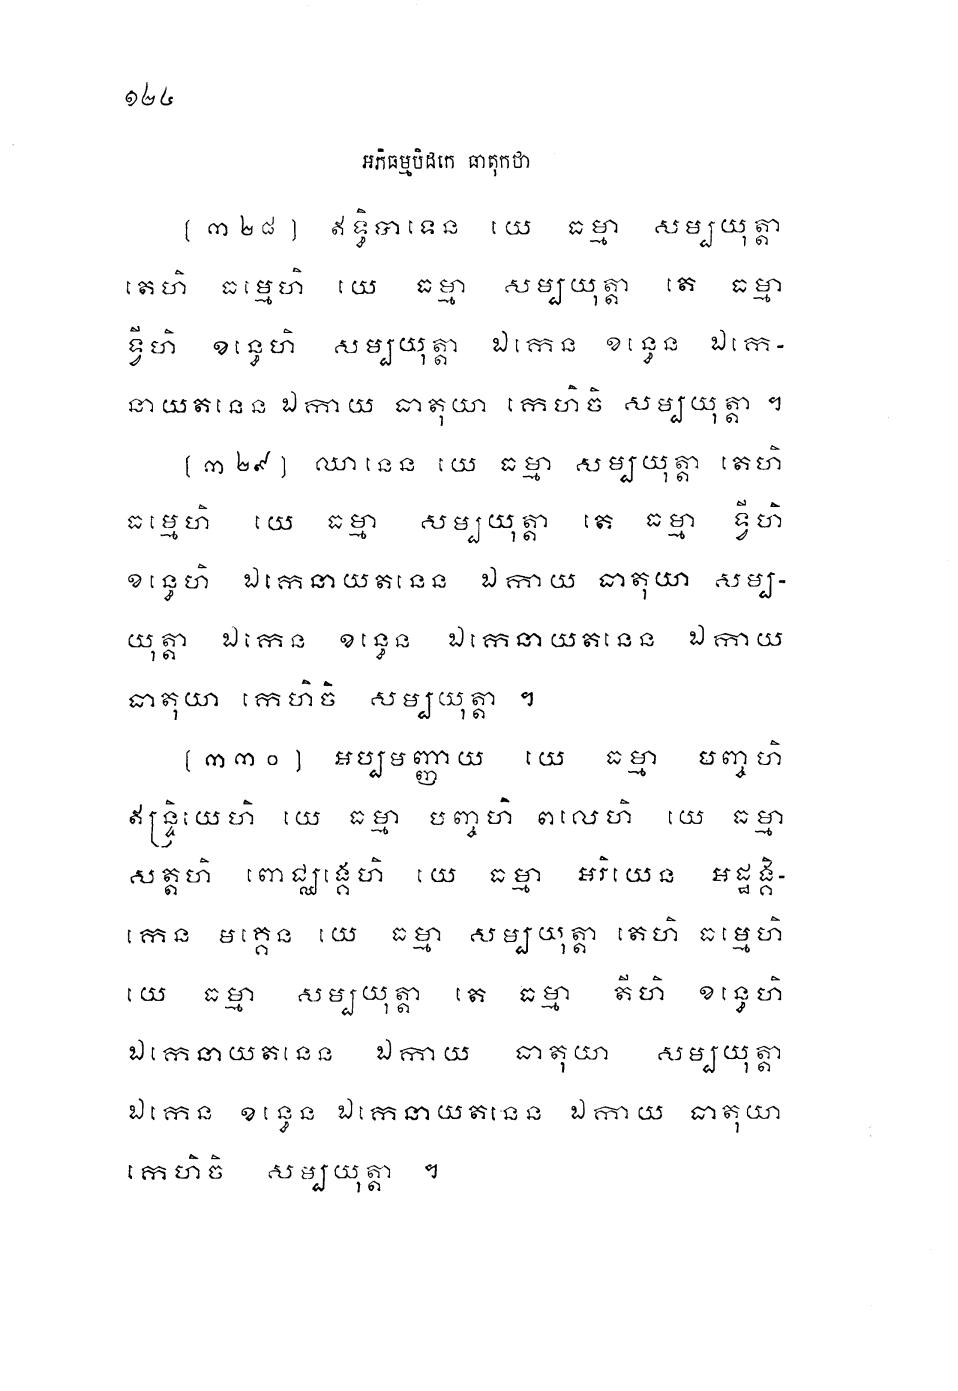 ១២៤
អភិធម្មបិដកេ ធាតុកថា
[ ៣២៨ ] ឥទ្ធិបាទេន យេ ធម្មា សម្បយុត្តា
តេហិ ធម្មេហិ យេ ធម្មា សម្បយុត្តា តេ ធម្មា
ទ្វីហិ ខន្ធេហិ សម្បយុត្តា ឯកេន ខន្ធេន ឯកេ-
នាយតនេន ឯកាយ ធាតុយា កេហិចិ សម្បយុត្តា ។
[ ៣២៩ ] ឈានេន យេ ធម្មា សម្បយុត្តា តេហិ
ធម្មេហិ យេ ធម្មា សម្បយុត្តា តេ ធម្មា ទ្វីហិ
ខន្ធេហិ ឯកេនាយតនេន ឯកាយ ធាតុយា សម្ប-
យុត្តា ឯកេន ខន្ធេន ឯកេនាយតនេន ឯកាយ
ធាតុយា កេហិចិ សម្បយុត្តា ។
[ ៣៣០ ] អប្បមញ្ញាយ យេ ធម្មា បញ្ចហិ
ឥន្ទ្រិយេហិ យេ ធម្មា បញ្ចហិ ពលេហិ យេ ធម្មា
សត្តហិ ពោជ្ឈង្គេហិ យេ ធម្មា អរិយេន អដ្ឋង្គិ-
កេន មគ្គេន យេ ធម្មា សម្បយុត្តា តេហិ ធម្មេហិ
យេ ធម្មា សម្បយុត្តា តេ ធម្មា តីហិ ខន្ធេហិ
ឯកេនាយតនេន ឯកាយ ធាតុយា សម្បយុត្តា
ឯកេន ខន្ធេន ឯកេនាយតនេន ឯកាយ ធាតុយា
កេហិចិ សម្បយុត្តា ។